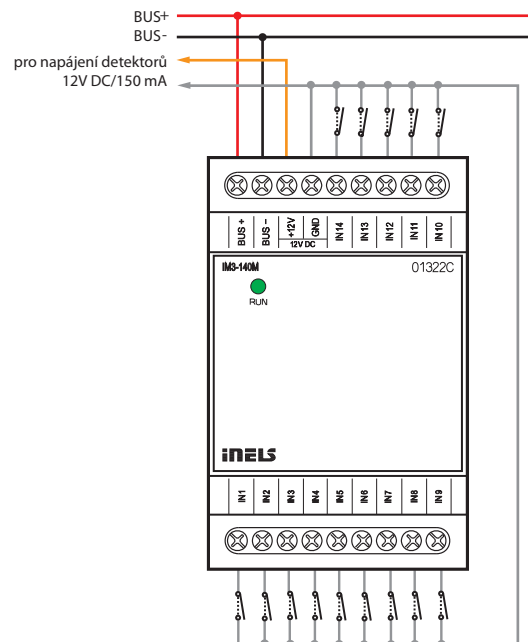 BUS+
BUS-
pro napájení detektorů
12V DC/150 mA
BUS +
BUS -
+12V
GND
IN14
IN13
IN12
IN11
IN10
12V DC
IM3-140M
01322C
RUN
iNELS
IN1
IN2
IN3
IN4
IN5
IN6
IN7
IN8
IN9